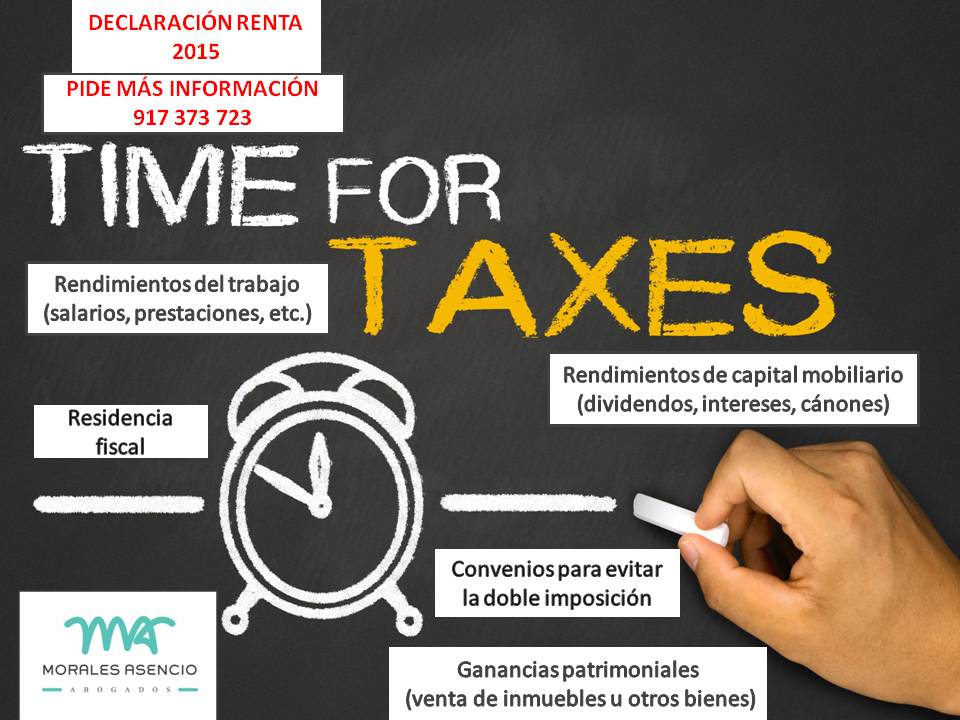 DECLARACIÓN RENTA
2015
PIDE MÁS INFORMACIÓN
917 373 723
TIME FOR
TAXES
Rendimientos del trabajo
(salarios, prestaciones, etc.)
Rendimientos de capital mobiliario
(dividendos, intereses, cánones)
Residencia
fiscal
Convenios para evitar
la doble imposición
MA
MORALES ASENCIO
ABOGADOS
Ganancias patrimoniales
(venta de inmuebles u otros bienes)